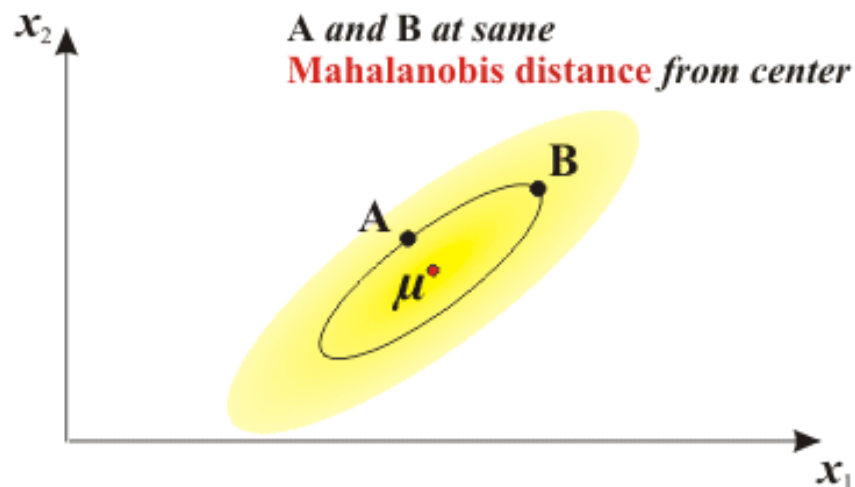 x₂
A and B at same
Mahalanobis distance from center
B
A
μ
x₁